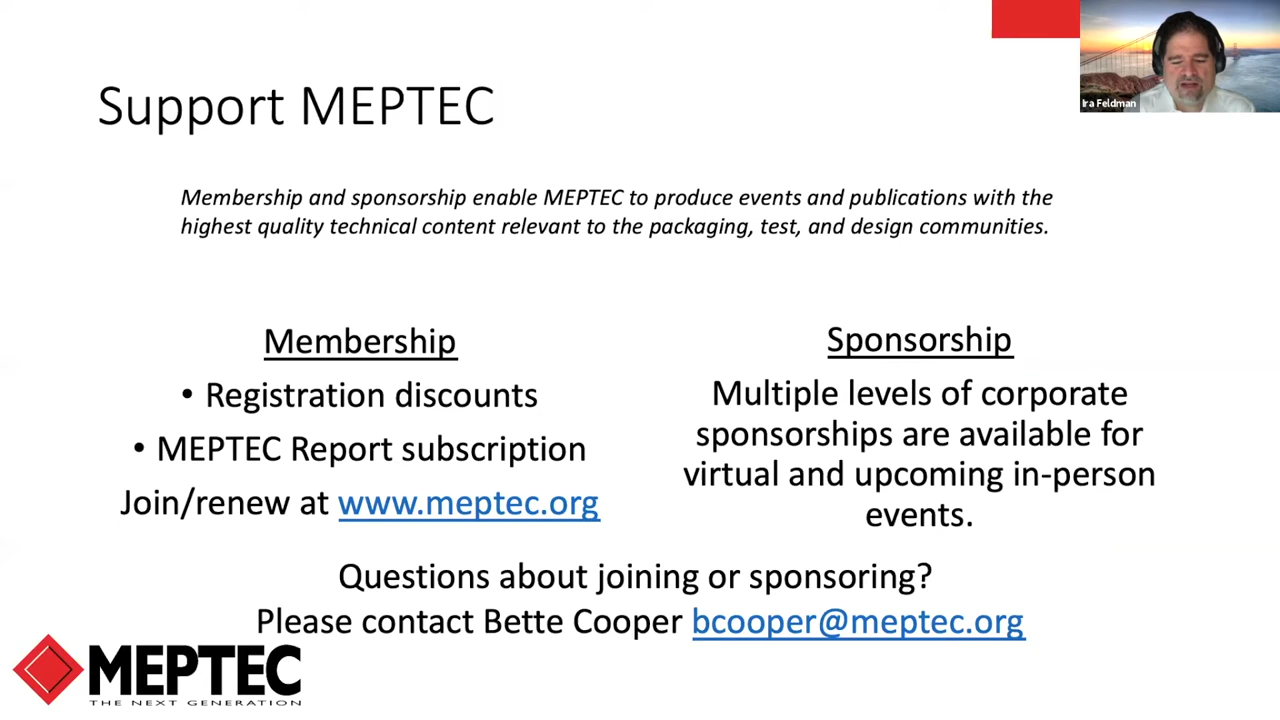 Ira Feldman
Support MEPTEC
Membership and sponsorship enable MEPTEC to produce events and publications with the
highest quality technical content relevant to the packaging, test, and design communities.
Membership
• Registration discounts
• MEPTEC Report subscription
Join/renew at www.meptec.org
Sponsorship
Multiple levels of corporate
sponsorships are available for
virtual and upcoming in-person
events.
Questions about joining or sponsoring?
Please contact Bette Cooper bcooper@meptec.org
MEPTEC
THE NEXT GENERATION